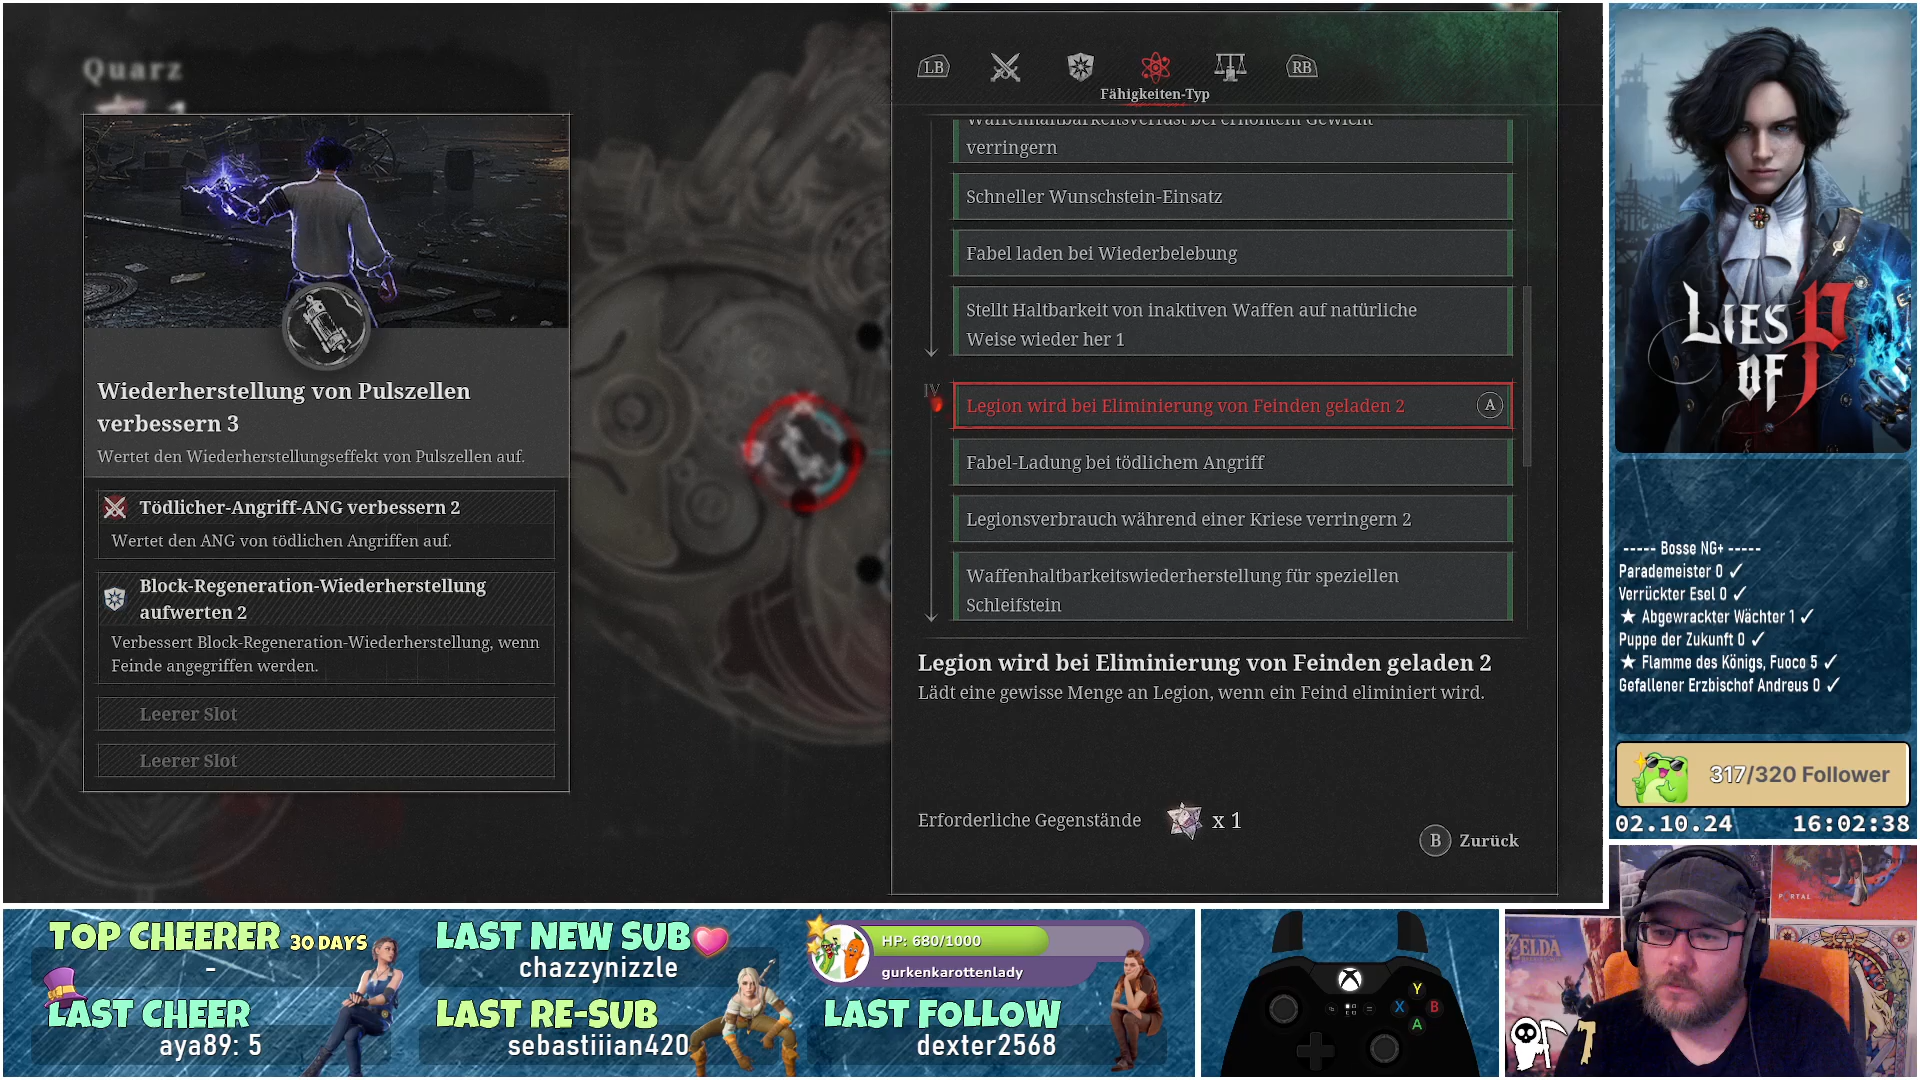 Quarz
Wiederherstellung von Pulszellen
verbessern 3
Wertet den Wiederherstellungseffekt von Pulszellen auf.
Tödlicher-Angriff-ANG verbessern 2
Wertet den ANG von tödlichen Angriffen auf.
Block-Regeneration-Wiederherstellung
aufwerten 2
Verbessert Block-Regeneration-Wiederherstellung, wenn
Feinde angegriffen werden.
Leerer Slot
Leerer Slot
LB
RB
Fähigkeiten-Typ
Waffenhaltbarkeitsverlust bei erhöhtem Gewicht
verringern
Schneller Wunschstein-Einsatz
Fabel laden bei Wiederbelebung
Stellt Haltbarkeit von inaktiven Waffen auf natürliche
Weise wieder her 1
IV
Legion wird bei Eliminierung von Feinden geladen 2
A
Fabel-Ladung bei tödlichem Angriff
Legionsverbrauch während einer Kriese verringern 2
Waffenhaltbarkeitswiederherstellung für speziellen
Schleifstein
Legion wird bei Eliminierung von Feinden geladen 2
Lädt eine gewisse Menge an Legion, wenn ein Feind eliminiert wird.
Erforderliche Gegenstände
x 1
B Zurück
LIES OF P
----- Bosse NG+ -----
Parademeister 0 ✓
Verrückter Esel 0 ✓
★ Abgewrackter Wächter 1 ✓
Puppe der Zukunft 0 ✓
★ Flamme des Königs, Fuoco 5 ✓
Gefallener Erzbischof Andreus 0 ✓
317/320 Follower
02.10.24 16:02:38
TOP CHEERER 30 DAYS
-
LAST CHEER
aya89: 5
LAST NEW SUB
chazzynizzle
LAST RE-SUB
sebastiiian420
HP: 680/1000
gurkenkarottenlady
LAST FOLLOW
dexter2568
Y
X
B
A
PORTAL
ZELDA
7